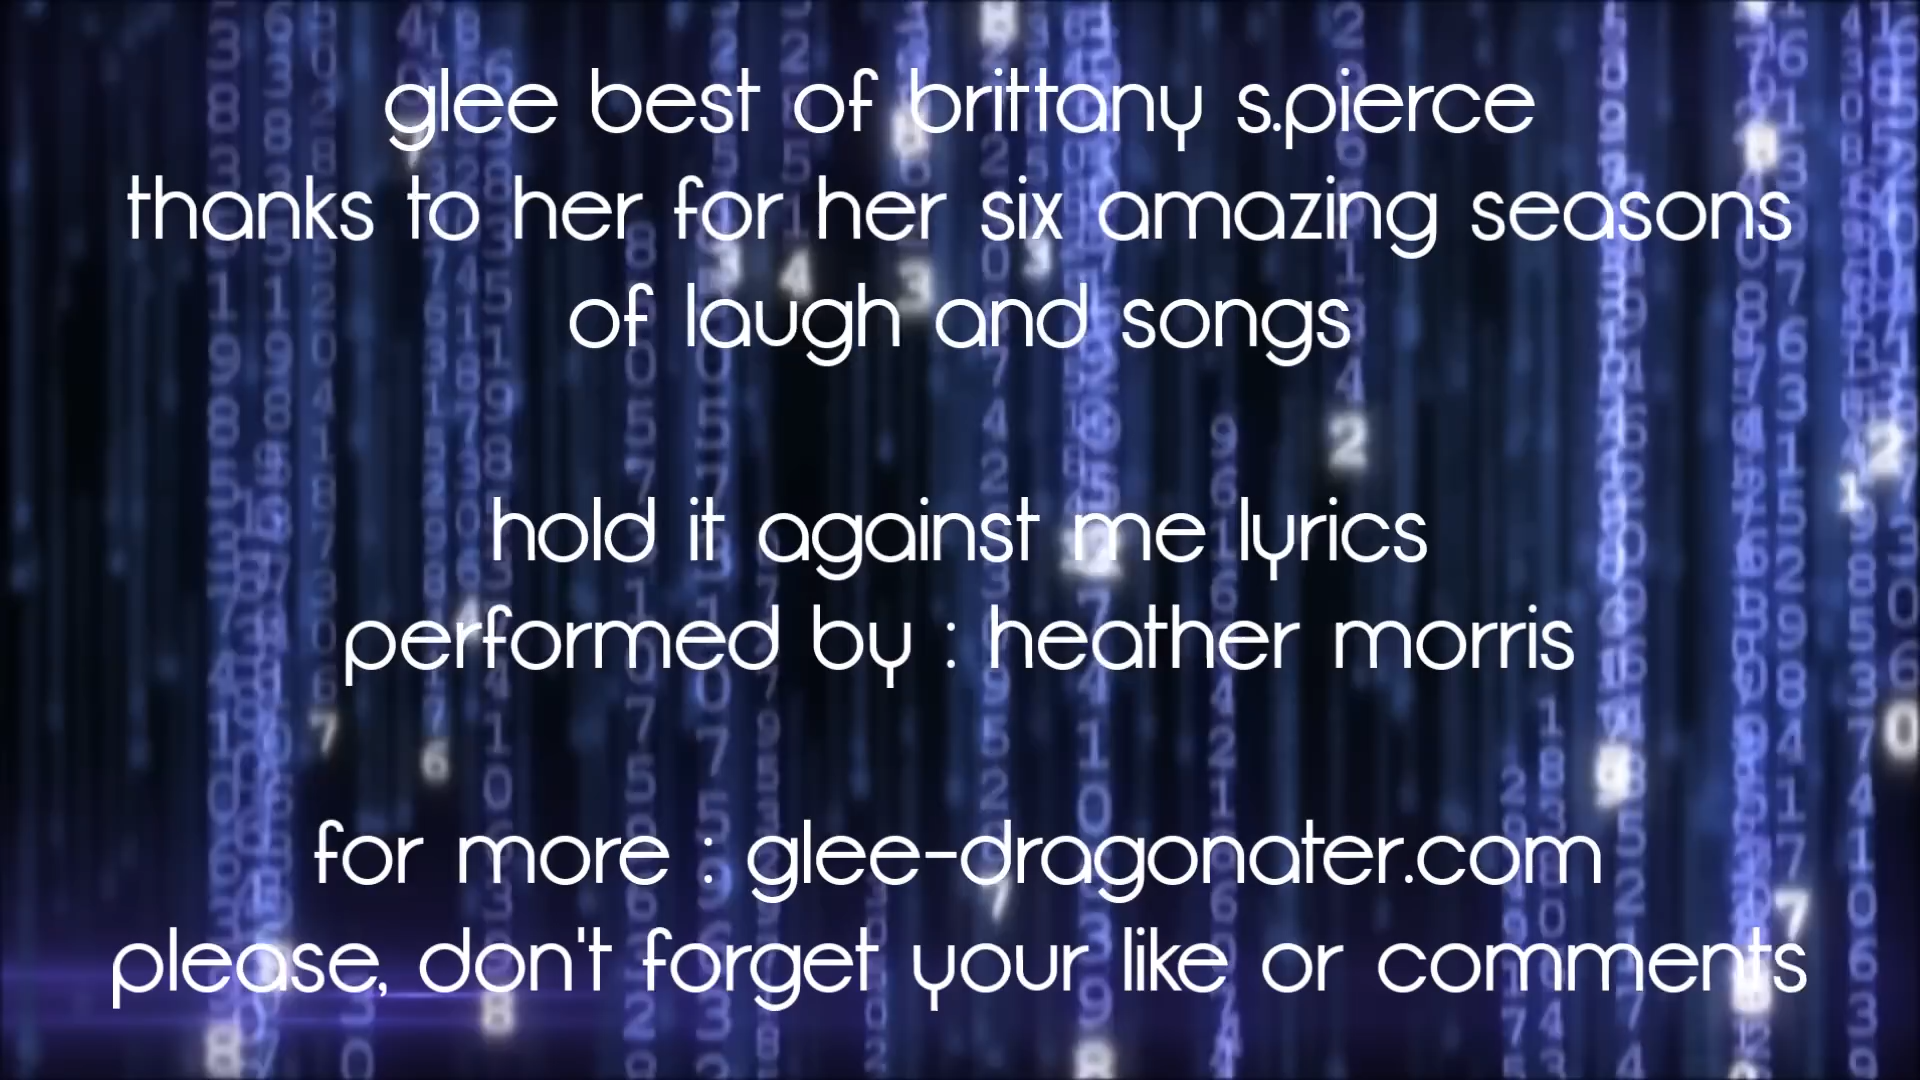 glee best of brittany s.pierce
thanks to her for her six amazing seasons
of laugh and songs
hold it against me lyrics
performed by : heather morris
for more : glee-dragonater.com
please, don't forget your like or comments